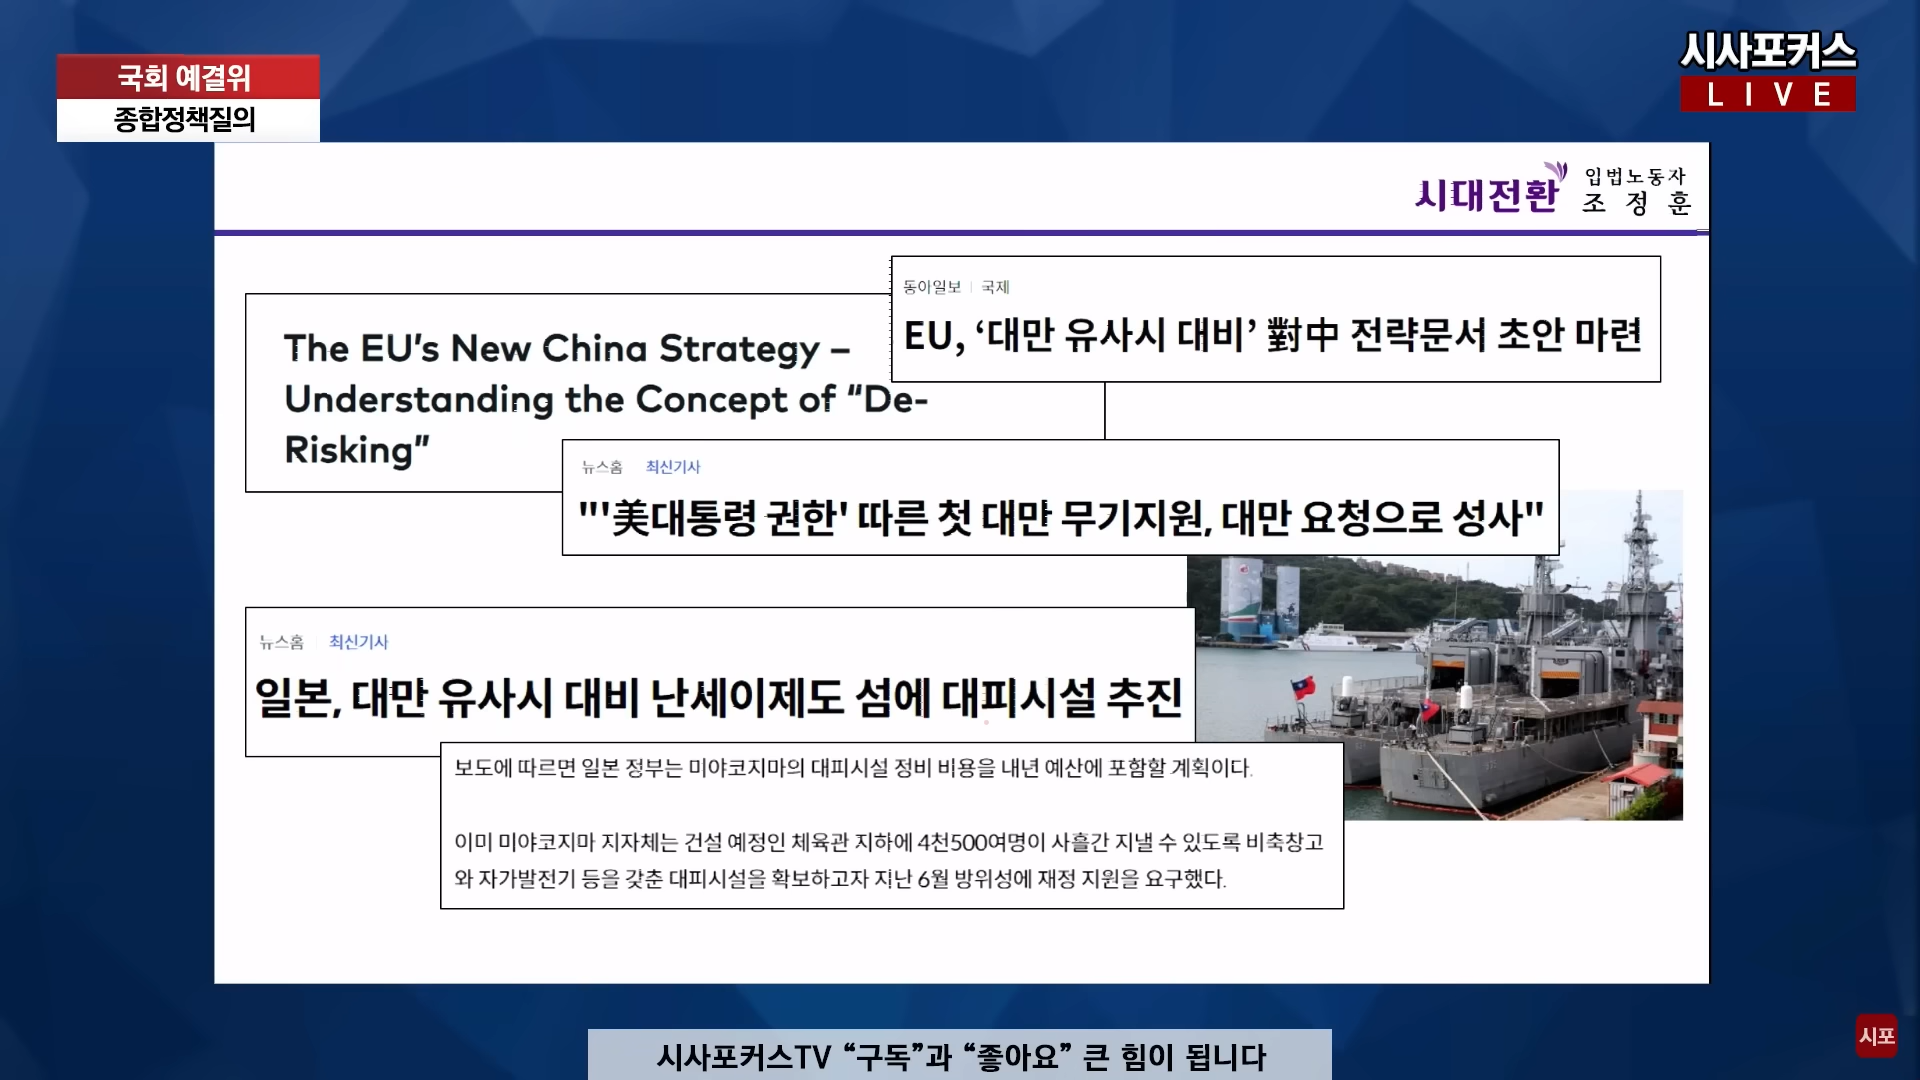 국회 예결위
종합정책질의
시사포커스
LIVE
시대전환
입법노동자
조정훈
동아일보 | 국제
EU, ‘대만 유사시 대비’ 對中 전략문서 초안 마련
The EU’s New China Strategy –
Understanding the Concept of “De-
Risking”
뉴스홈 최신기사
"'美대통령 권한' 따른 첫 대만 무기지원, 대만 요청으로 성사"
뉴스홈 | 최신기사
일본, 대만 유사시 대비 난세이제도 섬에 대피시설 추진
보도에 따르면 일본 정부는 미야코지마의 대피시설 정비 비용을 내년 예산에 포함할 계획이다.
이미 미야코지마 지자체는 건설 예정인 체육관 지하에 4천500여명이 사흘간 지낼 수 있도록 비축창고
와 자가발전기 등을 갖춘 대피시설을 확보하고자 지난 6월 방위성에 재정 지원을 요구했다.
시포
시사포커스TV “구독”과 “좋아요” 큰 힘이 됩니다